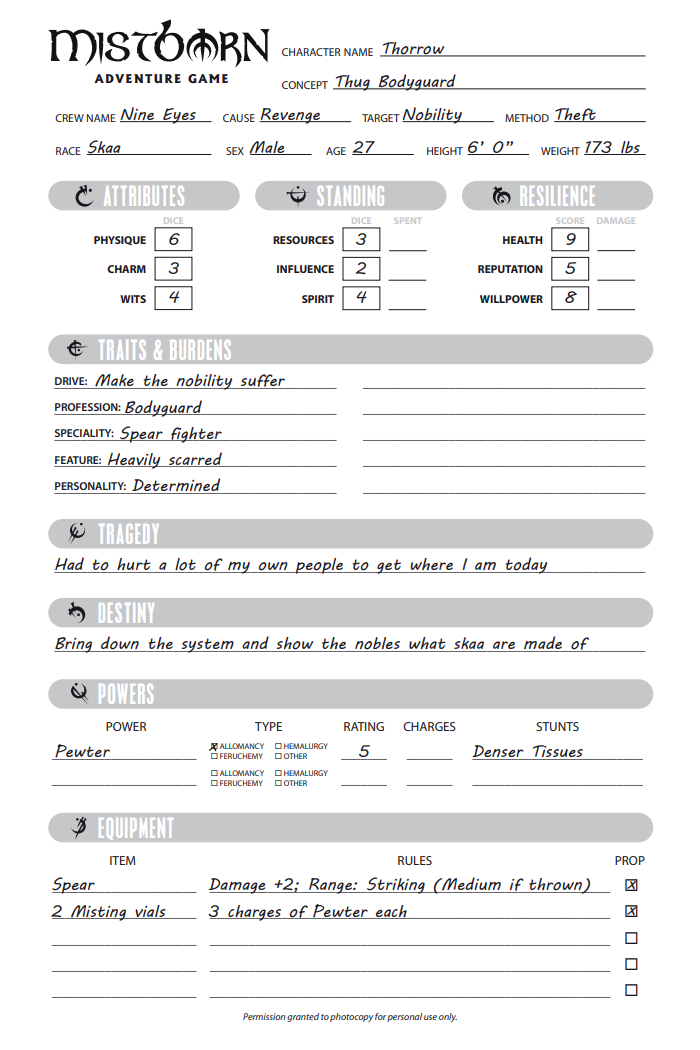 MISTBORN
ADVENTURE GAME
CHARACTER NAME Thorrow
CONCEPT Thug Bodyguard
CREW NAME Nine Eyes CAUSE Revenge TARGET Nobility METHOD Theft
RACE Skaa SEX Male AGE 27 HEIGHT 6' 0" WEIGHT 173 lbs
ATTRIBUTES
DICE
PHYSIQUE 6
CHARM 3
WITS 4
STANDING
DICE SPENT
RESOURCES 3
INFLUENCE 2
SPIRIT 4
RESILIENCE
SCORE DAMAGE
HEALTH 9
REPUTATION 5
WILLPOWER 8
TRAITS & BURDENS
DRIVE: Make the nobility suffer
PROFESSION: Bodyguard
SPECIALITY: Spear fighter
FEATURE: Heavily scarred
PERSONALITY: Determined
TRAGEDY
Had to hurt a lot of my own people to get where I am today
DESTINY
Bring down the system and show the nobles what skaa are made of
POWERS
POWER TYPE RATING CHARGES STUNTS
Pewter ☒ ALLOMANCY ☐ HEMALURGY 5 Denser Tissues
☐ FERUCHEMY ☐ OTHER
☐ ALLOMANCY ☐ HEMALURGY
☐ FERUCHEMY ☐ OTHER
EQUIPMENT
ITEM RULES PROP
Spear Damage +2; Range: Striking (Medium if thrown) ☒
2 Misting vials 3 charges of Pewter each ☒
☐
☐
☐
Permission granted to photocopy for personal use only.